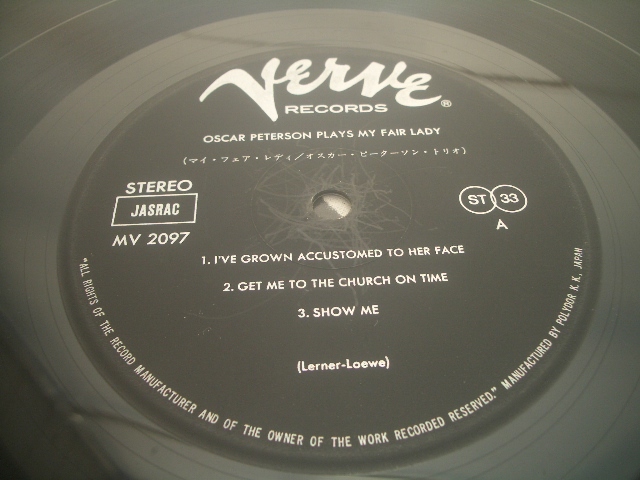 Verve
RECORDS ®
OSCAR PETERSON PLAYS MY FAIR LADY
(マイ・フェア・レディ/オスカー・ピーターソン・トリオ)
STEREO
JASRAC
MV 2097
ST 33
A
1. I'VE GROWN ACCUSTOMED TO HER FACE
2. GET ME TO THE CHURCH ON TIME
3. SHOW ME
(Lerner-Loewe)
"ALL RIGHTS OF THE RECORD MANUFACTURER AND OF THE OWNER OF THE WORK RECORDED RESERVED." MANUFACTURED BY POLYDOR K. K., JAPAN